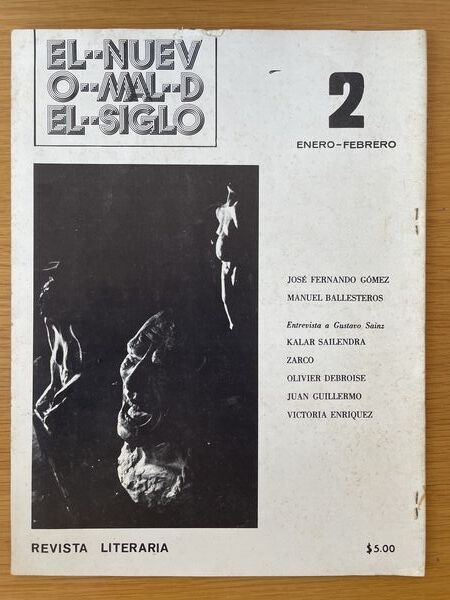 EL--NUEV
O--MAL--D
EL--SIGLO
2
ENERO-FEBRERO
JOSÉ FERNANDO GÓMEZ
MANUEL BALLESTEROS
Entrevista a Gustavo Sainz
KALAR SAILENDRA
ZARCO
OLIVIER DEBROISE
JUAN GUILLERMO
VICTORIA ENRIQUEZ
REVISTA LITERARIA
$5.00